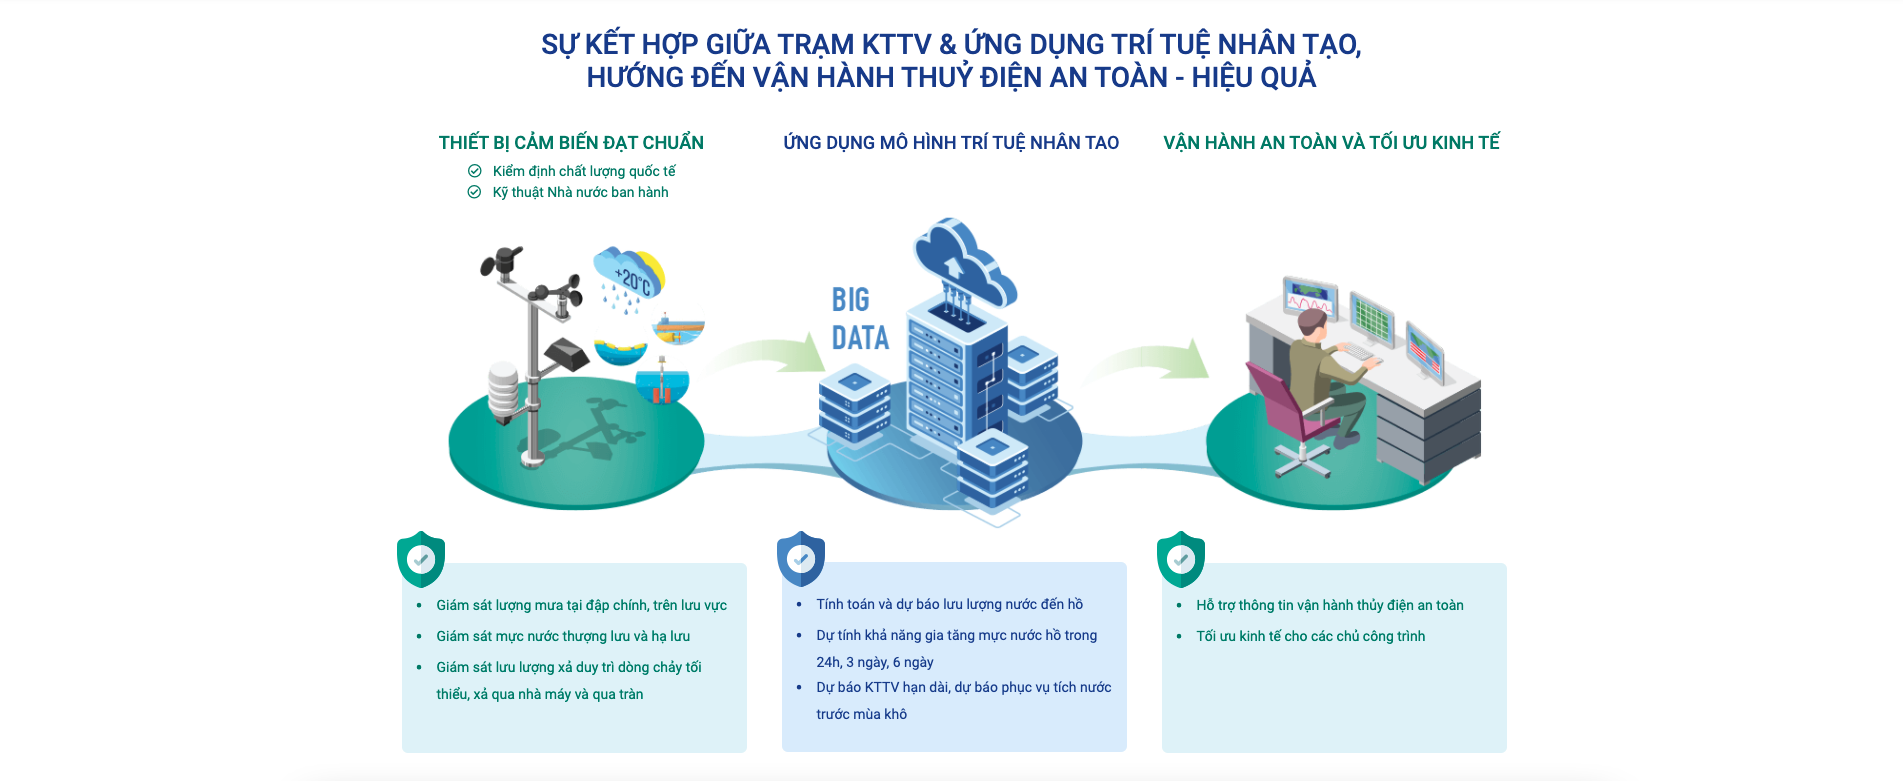 SỰ KẾT HỢP GIỮA TRẠM KTTV & ỨNG DỤNG TRÍ TUỆ NHÂN TẠO,
HƯỚNG ĐẾN VẬN HÀNH THUỶ ĐIỆN AN TOÀN - HIỆU QUẢ
THIẾT BỊ CẢM BIẾN ĐẠT CHUẨN
Kiểm định chất lượng quốc tế
Kỹ thuật Nhà nước ban hành
+20°C
• Giám sát lượng mưa tại đập chính, trên lưu vực
• Giám sát mực nước thượng lưu và hạ lưu
• Giám sát lưu lượng xả duy trì dòng chảy tối
thiểu, xả qua nhà máy và qua tràn
ỨNG DỤNG MÔ HÌNH TRÍ TUỆ NHÂN TAO
BIG
DATA
• Tính toán và dự báo lưu lượng nước đến hồ
• Dự tính khả năng gia tăng mực nước hồ trong
24h, 3 ngày, 6 ngày
• Dự báo KTTV hạn dài, dự báo phục vụ tích nước
trước mùa khô
VẬN HÀNH AN TOÀN VÀ TỐI ƯU KINH TẾ
• Hỗ trợ thông tin vận hành thủy điện an toàn
• Tối ưu kinh tế cho các chủ công trình